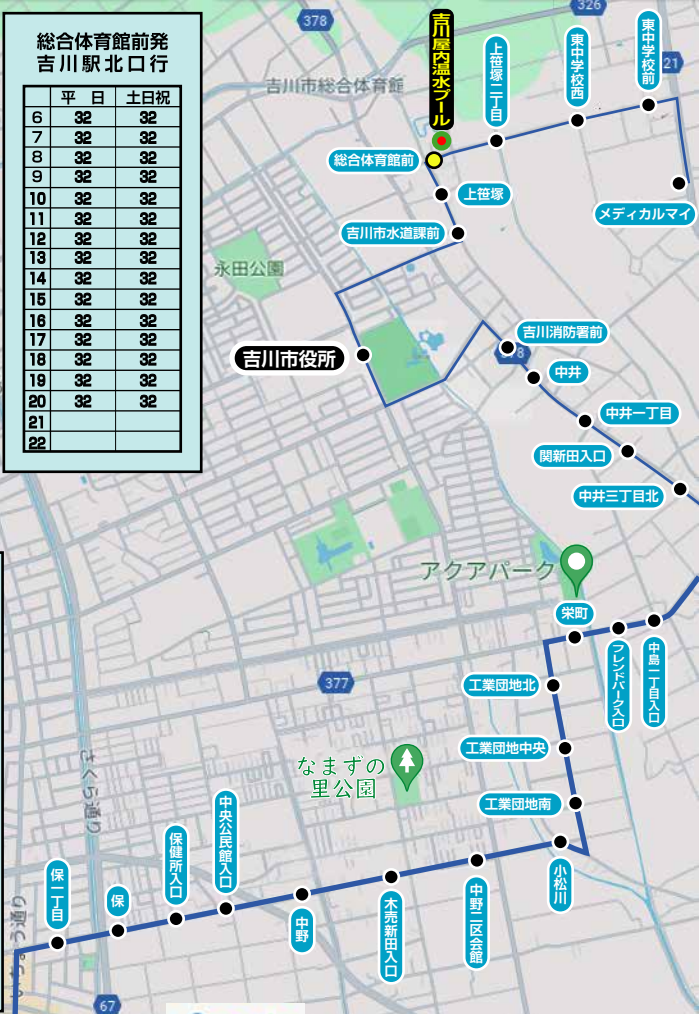 総合体育館前発
吉川駅北口行
平 日 土日祝
6 32 32
7 32 32
8 32 32
9 32 32
10 32 32
11 32 32
12 32 32
13 32 32
14 32 32
15 32 32
16 32 32
17 32 32
18 32 32
19 32 32
20 32 32
21
22
378
326
21
吉川市総合体育館
吉川屋内温水プール
上笹塚二丁目
東中学校西
東中学校前
総合体育館前
上笹塚
メディカルマイ
吉川市水道課前
永田公園
吉川市役所
吉川消防署前
中井
中井一丁目
関新田入口
中井三丁目北
アクアパーク
栄町
フレンドパーク入口
中島一丁目入口
377
工業団地北
工業団地中央
工業団地南
なまずの
里公園
さくら通り
小松川
中野二区会館
木売新田入口
中野
中央公民館入口
保健所入口
保
保一丁目
いちょう通り
67